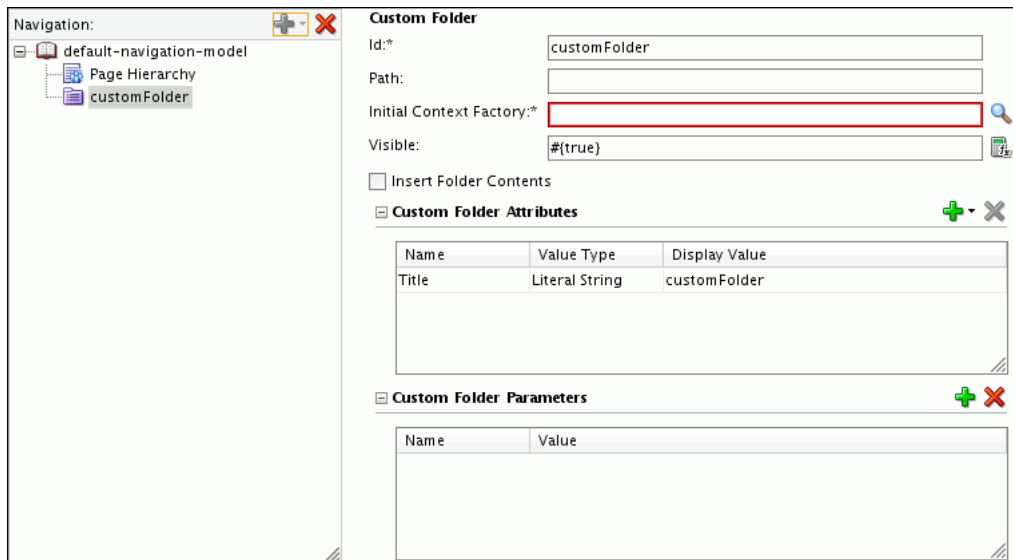 Navigation:
default-navigation-model
Page Hierarchy
customFolder
Custom Folder
Id:* customFolder
Path:
Initial Context Factory:*
Visible: #{true}
Insert Folder Contents
Custom Folder Attributes
Name Value Type Display Value
Title Literal String customFolder
Custom Folder Parameters
Name Value